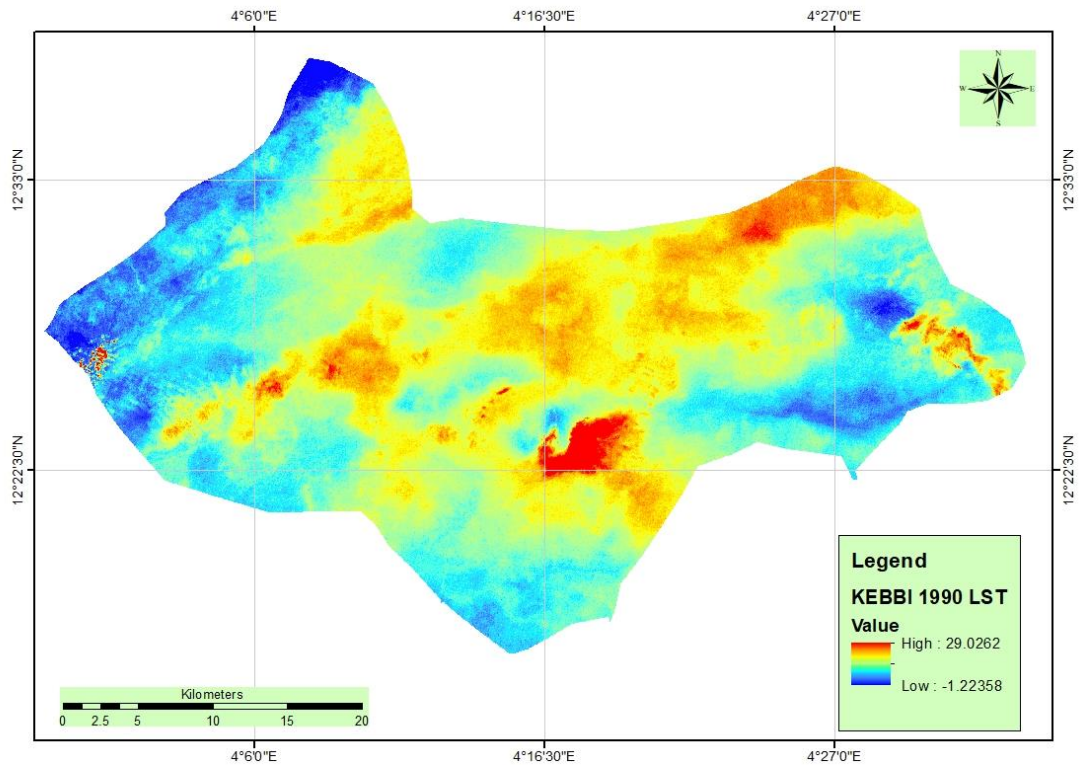 4°6'0"E 4°16'30"E 4°27'0"E
N
W E
S
12°33'0"N 12°33'0"N
12°22'30"N 12°22'30"N
Legend
KEBBI 1990 LST
Value
High : 29.0262
Low : -1.22358
Kilometers
0 2.5 5 10 15 20
4°6'0"E 4°16'30"E 4°27'0"E